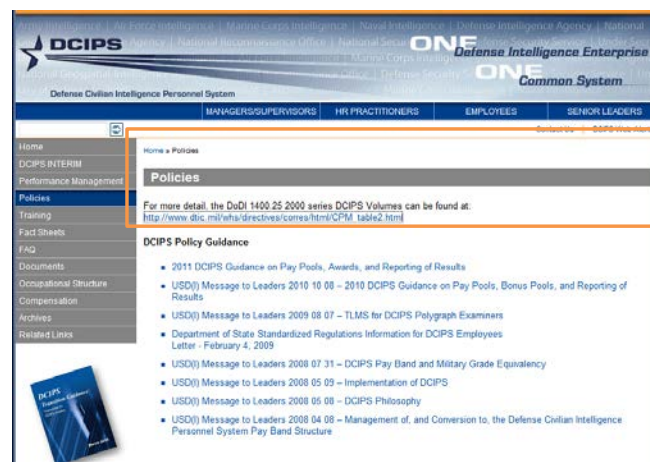 DCIPS
Defense Civilian Intelligence Personnel System
ONE Defense Intelligence Enterprise
ONE Common System
MANAGERS/SUPERVISORS HR PRACTITIONERS EMPLOYEES SENIOR LEADERS
Contact Us
Home
DCIPS INTERIM
Performance Management
Policies
Training
Fact Sheets
FAQ
Documents
Occupational Structure
Compensation
Archives
Related Links
Home » Policies
Policies
For more detail, the DoDI 1400.25 2000 series DCIPS Volumes can be found at:
http://www.dtic.mil/whs/directives/corres/html/CPM_table2.html
DCIPS Policy Guidance
2011 DCIPS Guidance on Pay Pools, Awards, and Reporting of Results
USD(I) Message to Leaders 2010 10 08 – 2010 DCIPS Guidance on Pay Pools, Bonus Pools, and Reporting of
Results
USD(I) Message to Leaders 2009 08 07 – TLMS for DCIPS Polygraph Examiners
Department of State Standardized Regulations Information for DCIPS Employees
Letter - February 4, 2009
USD(I) Message to Leaders 2008 07 31 – DCIPS Pay Band and Military Grade Equivalency
USD(I) Message to Leaders 2008 05 09 – Implementation of DCIPS
USD(I) Message to Leaders 2008 05 08 – DCIPS Philosophy
USD(I) Message to Leaders 2008 04 08 – Management of, and Conversion to, the Defense Civilian Intelligence
Personnel System Pay Band Structure
DCIPS
Transition Guidance